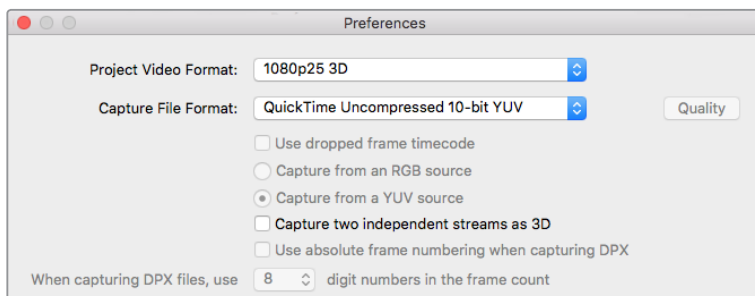 Preferences
Project Video Format: 1080p25 3D
Capture File Format: QuickTime Uncompressed 10-bit YUV Quality
Use dropped frame timecode
Capture from an RGB source
Capture from a YUV source
Capture two independent streams as 3D
Use absolute frame numbering when capturing DPX
When capturing DPX files, use 8 digit numbers in the frame count